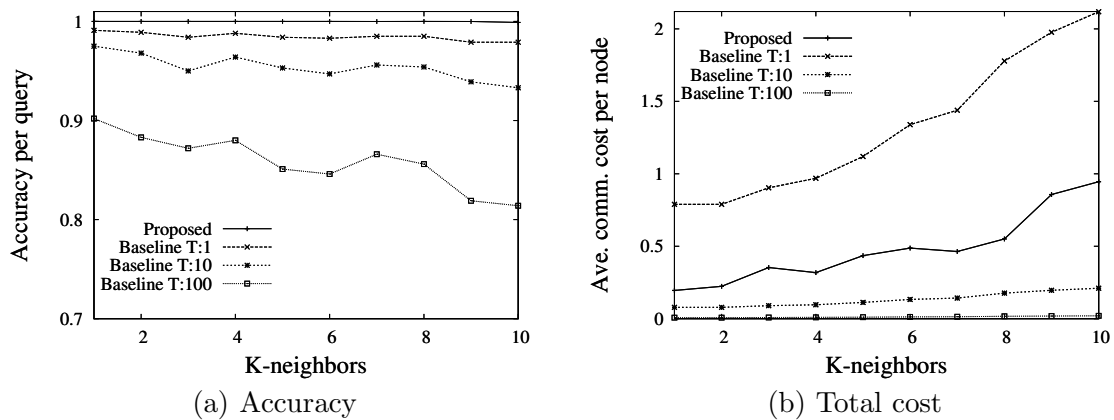 Accuracy per query
1
0.9
0.8
0.7
2
4
6
8
10
K-neighbors
Proposed
Baseline T:1
Baseline T:10
Baseline T:100
(a) Accuracy
Ave. comm. cost per node
2
1.5
1
0.5
0
2
4
6
8
10
K-neighbors
Proposed
Baseline T:1
Baseline T:10
Baseline T:100
(b) Total cost